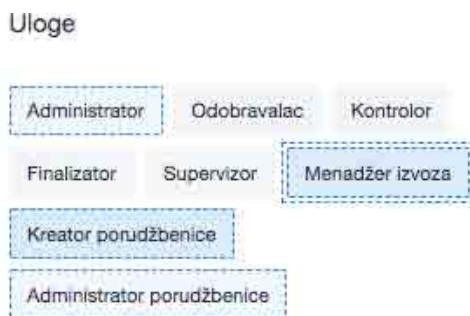 Uloge
Administrator Odobravalac Kontrolor
Finalizator Supervizor Menadžer izvoza
Kreator porudžbenice
Administrator porudžbenice